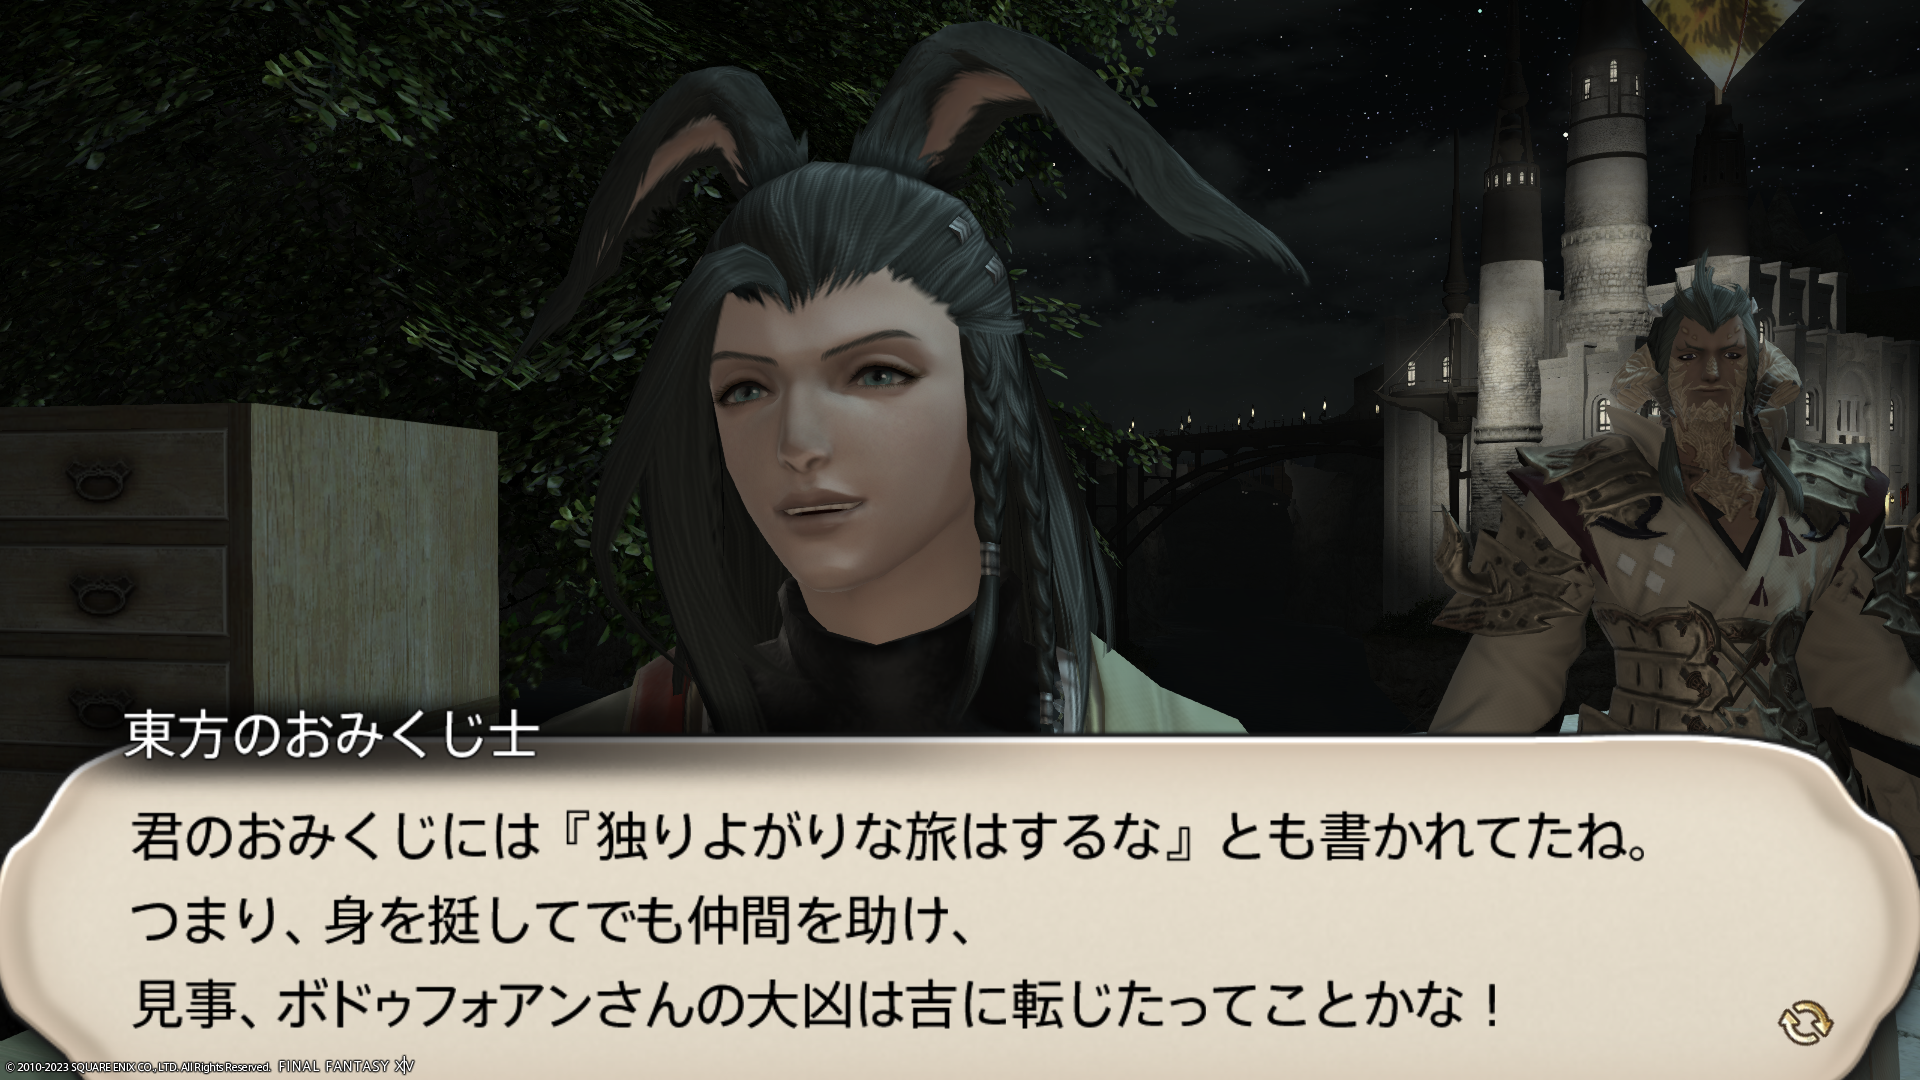 東方のおみくじ士
君のおみくじには『独りよがりな旅はするな』とも書かれてたね。
つまり、身を挺してでも仲間を助け、
見事、ボドゥフォアンさんの大凶は吉に転じたってことかな！
© 2010-2023 SQUARE ENIX CO., LTD. All Rights Reserved. FINAL FANTASY XIV